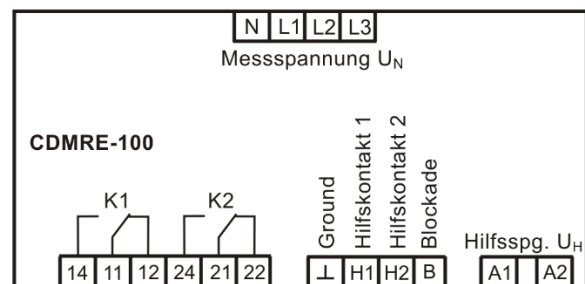 N L1 L2 L3
Messspannung UN
CDMRE-100
K1 K2
Ground
Hilfskontakt 1
Hilfskontakt 2
Blockade
Hilfsspg. UH
14 11 12 24 21 22 ⊥ H1 H2 B A1 A2